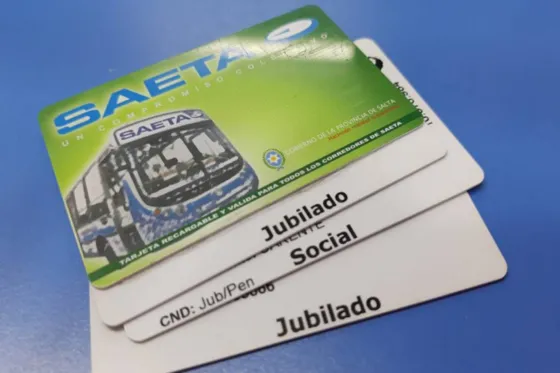 SAETA
UN COMPROMISO COLECTIVO
SAETA
GOBIERNO DE LA PROVINCIA DE SALTA
TARJETA RECARGABLE Y VALIDA PARA TODOS LOS CORREDORES DE SAETA
Jubilado
Social
CND: Jub/Pen
Jubilado